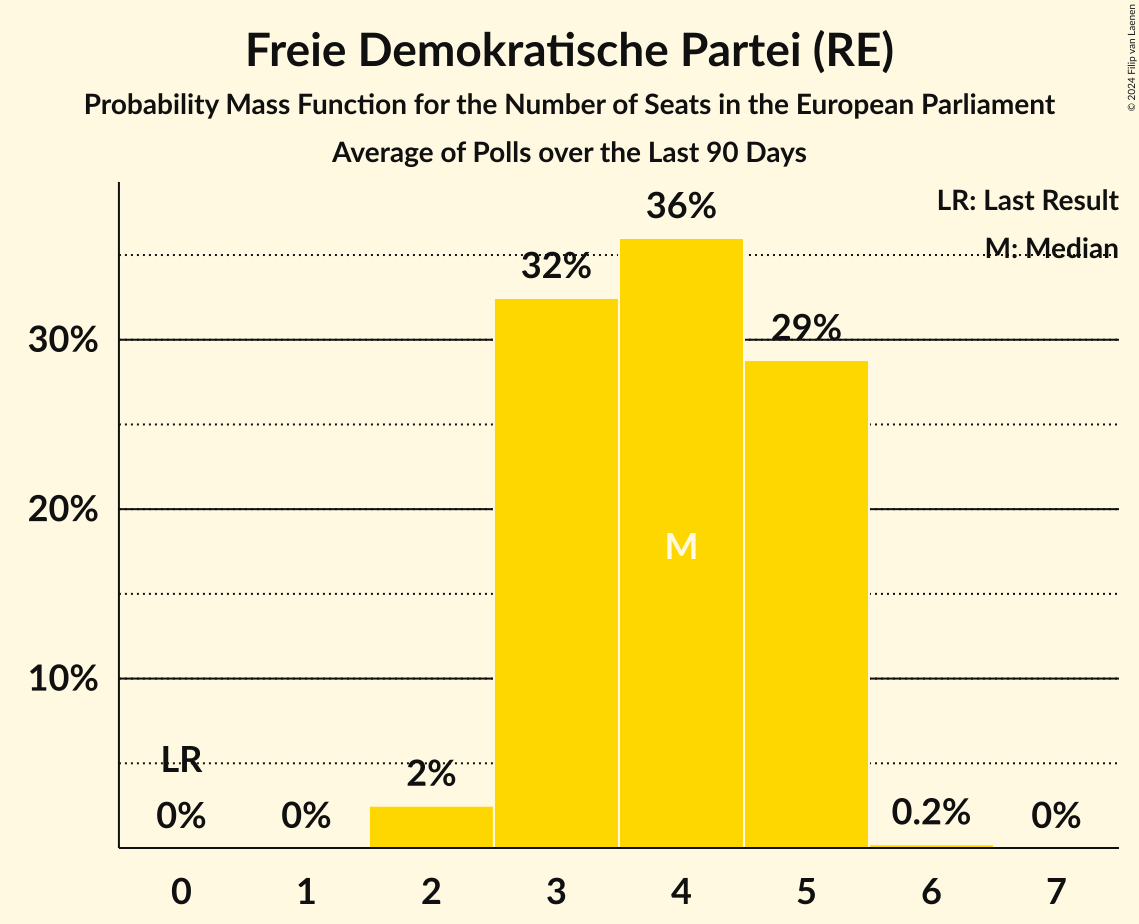 Freie Demokratische Partei (RE)
Probability Mass Function for the Number of Seats in the European Parliament
Average of Polls over the Last 90 Days
© 2024 Filip van Laenen
LR: Last Result
M: Median
36%
32%
29%
30%
20%
M
10%
LR
2%
0%
0%
0.2%
0%
0 1 2 3 4 5 6 7